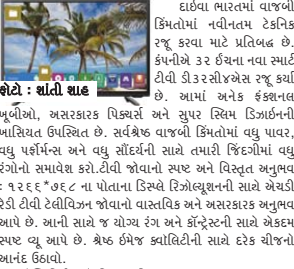 દાઇવા ભારતમાં વાજબી
કિંમતોમાં નવીનતમ ટેકનિક
રજૂ કરવા માટે પ્રતિબદ્ધ છે.
કંપનીએ ૩૨ ઈંચના નવા સ્માર્ટ
ટીવી ડી૩૨સી૪એસ રજૂ કર્યા
છે. આમાં અનેક ફંક્શનલ
ફોટો : શાંતી શાહ
ખૂબીઓ, અસરકારક પિક્ચર્સ અને સુપર સ્લિમ ડિઝાઈનની
ખાસિયત ઉપસ્થિત છે. સર્વશ્રેષ્ઠ વાજબી કિંમતોમાં વધુ પાવર,
વધુ પર્ફોર્મન્સ અને વધુ સૌંદર્યની સાથે તમારી જિંદગીમાં વધુ
રંગોનો સમાવેશ કરો.ટીવી જોવાનો સ્પષ્ટ અને વિસ્તૃત અનુભવ
: ૧૨૬૬*૭૬૮ ના પોતાના ડિસ્પ્લે રિઝોલ્યૂશનની સાથે એચડી
રેડી ટીવી ટેલીવિઝન જોવાનો વાસ્તવિક અને અસરકારક અનુભવ
આપે છે. આની સાથે જ યોગ્ય રંગ અને કોન્ટ્રેસ્ટની સાથે એકદમ
સ્પષ્ટ વ્યૂ આપે છે. શ્રેષ્ઠ ઈમેજ ક્વૉલિટીની સાથે દરેક ચીજનો
આનંદ ઉઠાવો.